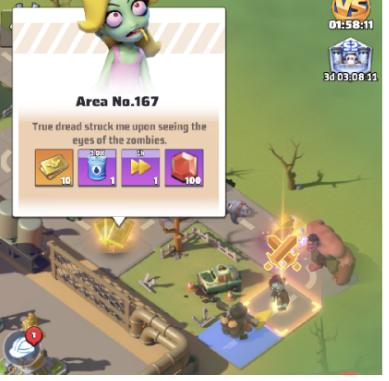 VS
01:58:11
3d 03:08:11
Area No.167
True dread struck me upon seeing the
eyes of the zombies.
10
1
1
100
1